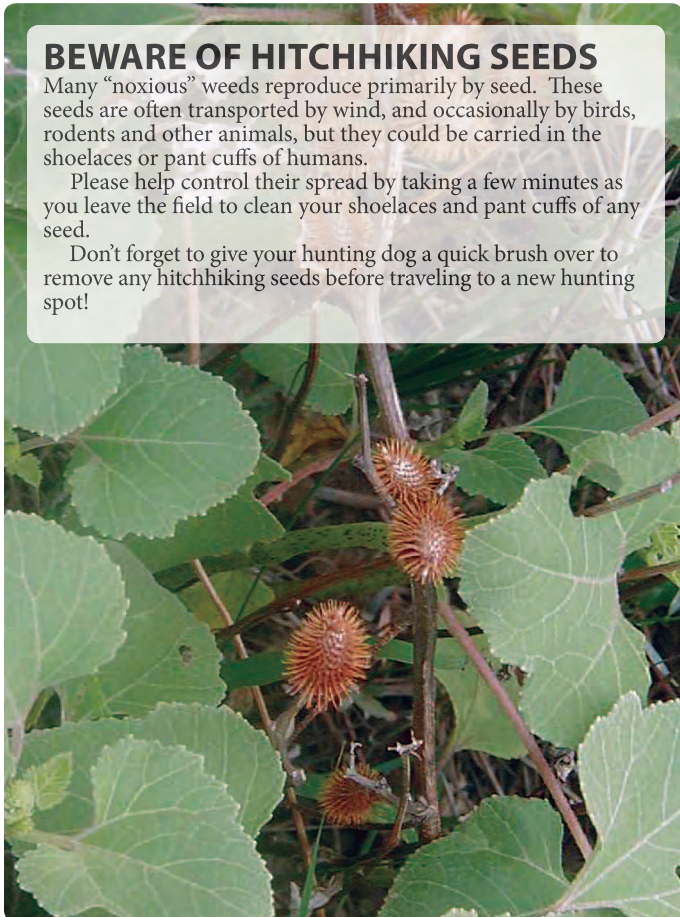 BEWARE OF HITCHHIKING SEEDS
Many “noxious” weeds reproduce primarily by seed.  These
seeds are often transported by wind, and occasionally by birds,
rodents and other animals, but they could be carried in the
shoelaces or pant cuffs of humans.
Please help control their spread by taking a few minutes as
you leave the field to clean your shoelaces and pant cuffs of any
seed.
Don’t forget to give your hunting dog a quick brush over to
remove any hitchhiking seeds before traveling to a new hunting
spot!